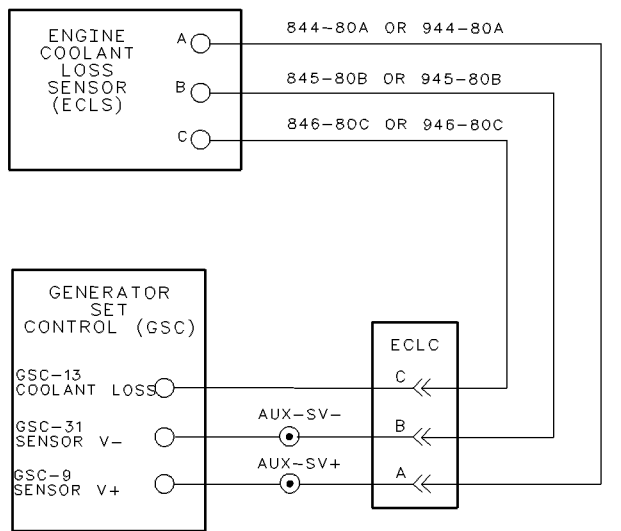 ENGINE
COOLANT
LOSS
SENSOR
(ECLS)
A
B
C
844-80A OR 944-80A
845-80B OR 945-80B
846-80C OR 946-80C
GENERATOR
SET
CONTROL (GSC)
GSC-13
COOLANT LOSS
GSC-31
SENSOR V-
GSC-9
SENSOR V+
AUX-SV-
AUX-SV+
ECLC
C
B
A